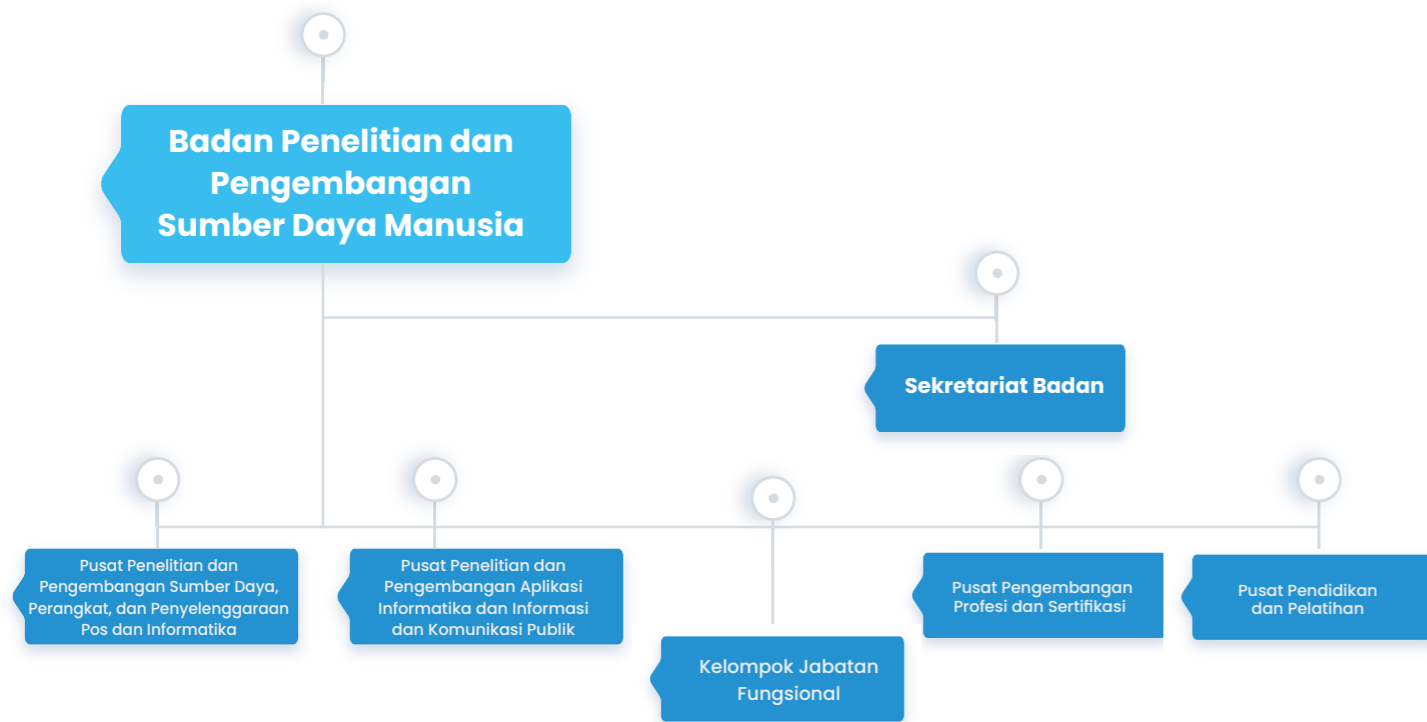 Badan Penelitian dan
Pengembangan
Sumber Daya Manusia
Sekretariat Badan
Pusat Penelitian dan
Pengembangan Sumber Daya,
Perangkat, dan Penyelenggaraan
Pos dan Informatika
Pusat Penelitian dan
Pengembangan Aplikasi
Informatika dan Informasi
dan Komunikasi Publik
Kelompok Jabatan
Fungsional
Pusat Pengembangan
Profesi dan Sertifikasi
Pusat Pendidikan
dan Pelatihan